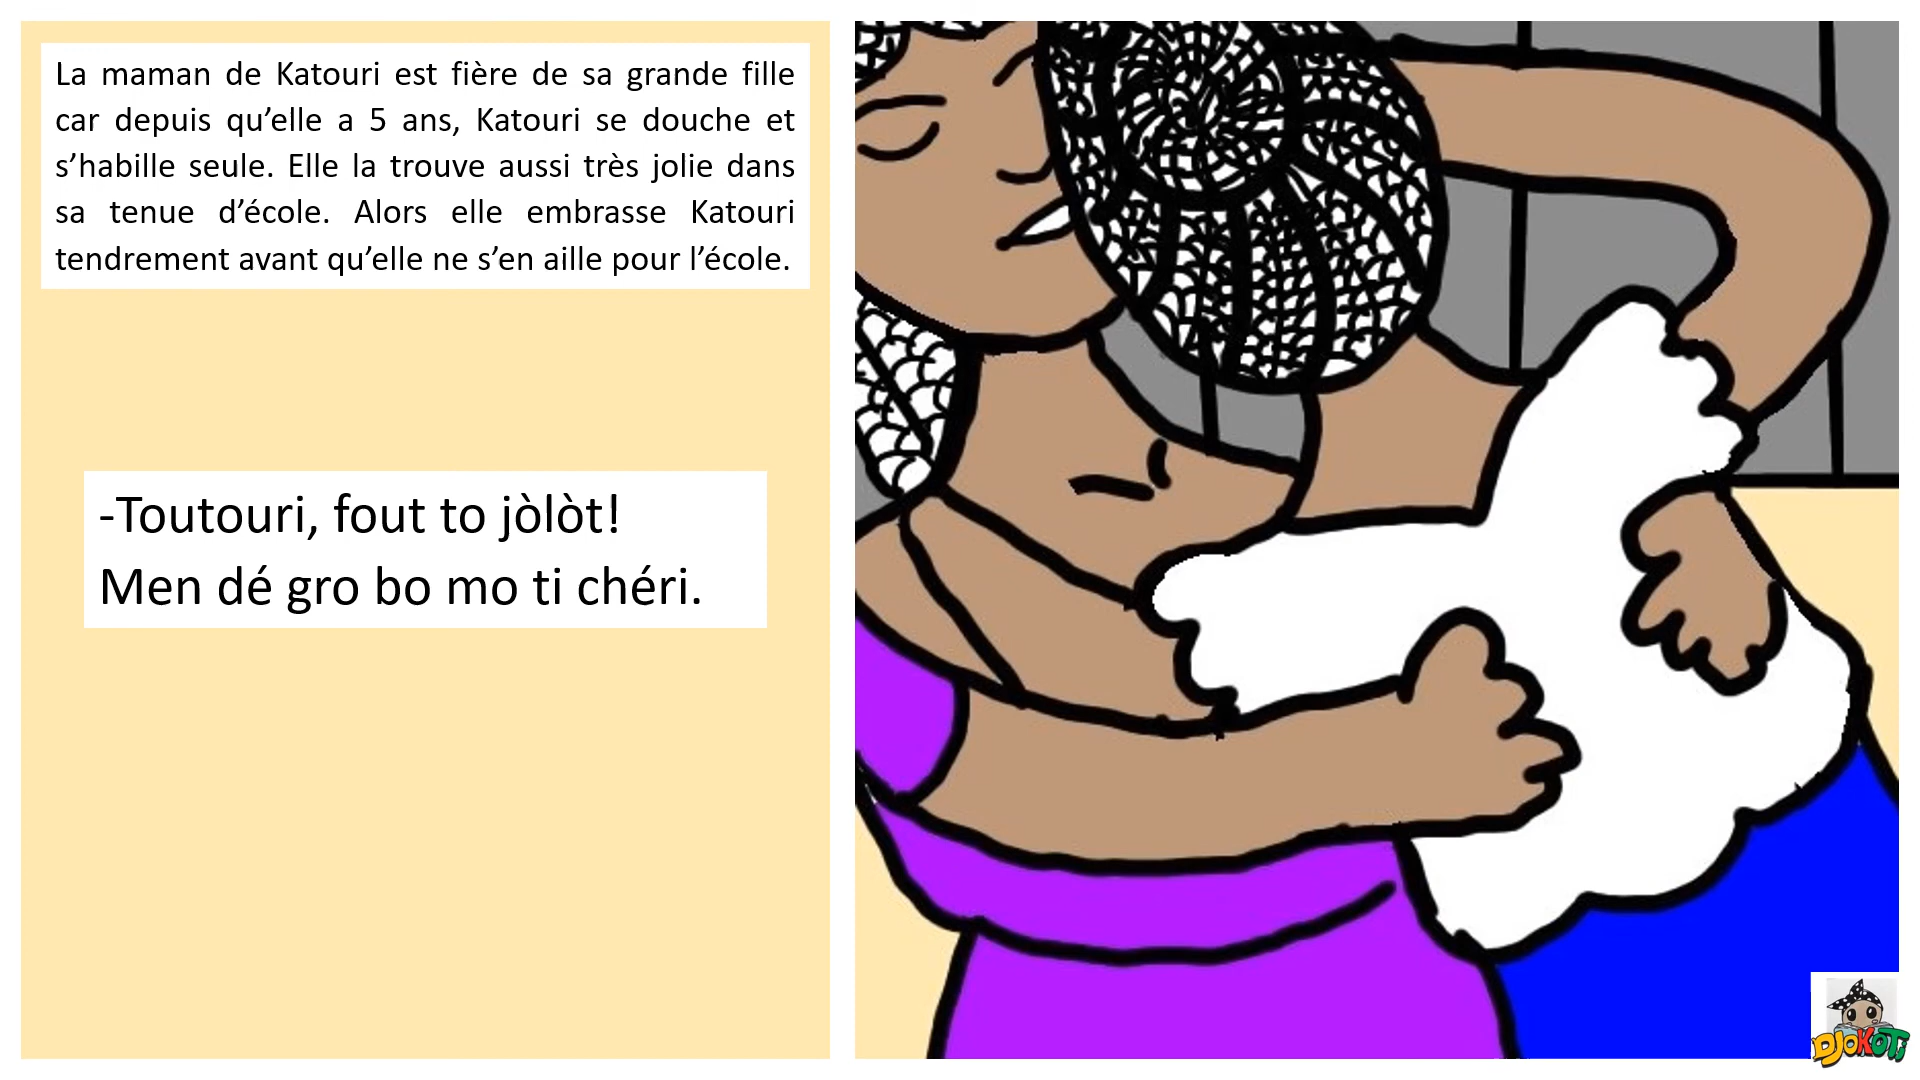 La maman de Katouri est fière de sa grande fille
car depuis qu’elle a 5 ans, Katouri se douche et
s’habille seule. Elle la trouve aussi très jolie dans
sa tenue d’école. Alors elle embrasse Katouri
tendrement avant qu’elle ne s’en aille pour l’école.
-Toutouri, fout to jòlòt!
Men dé gro bo mo ti chéri.
DJOKOTi